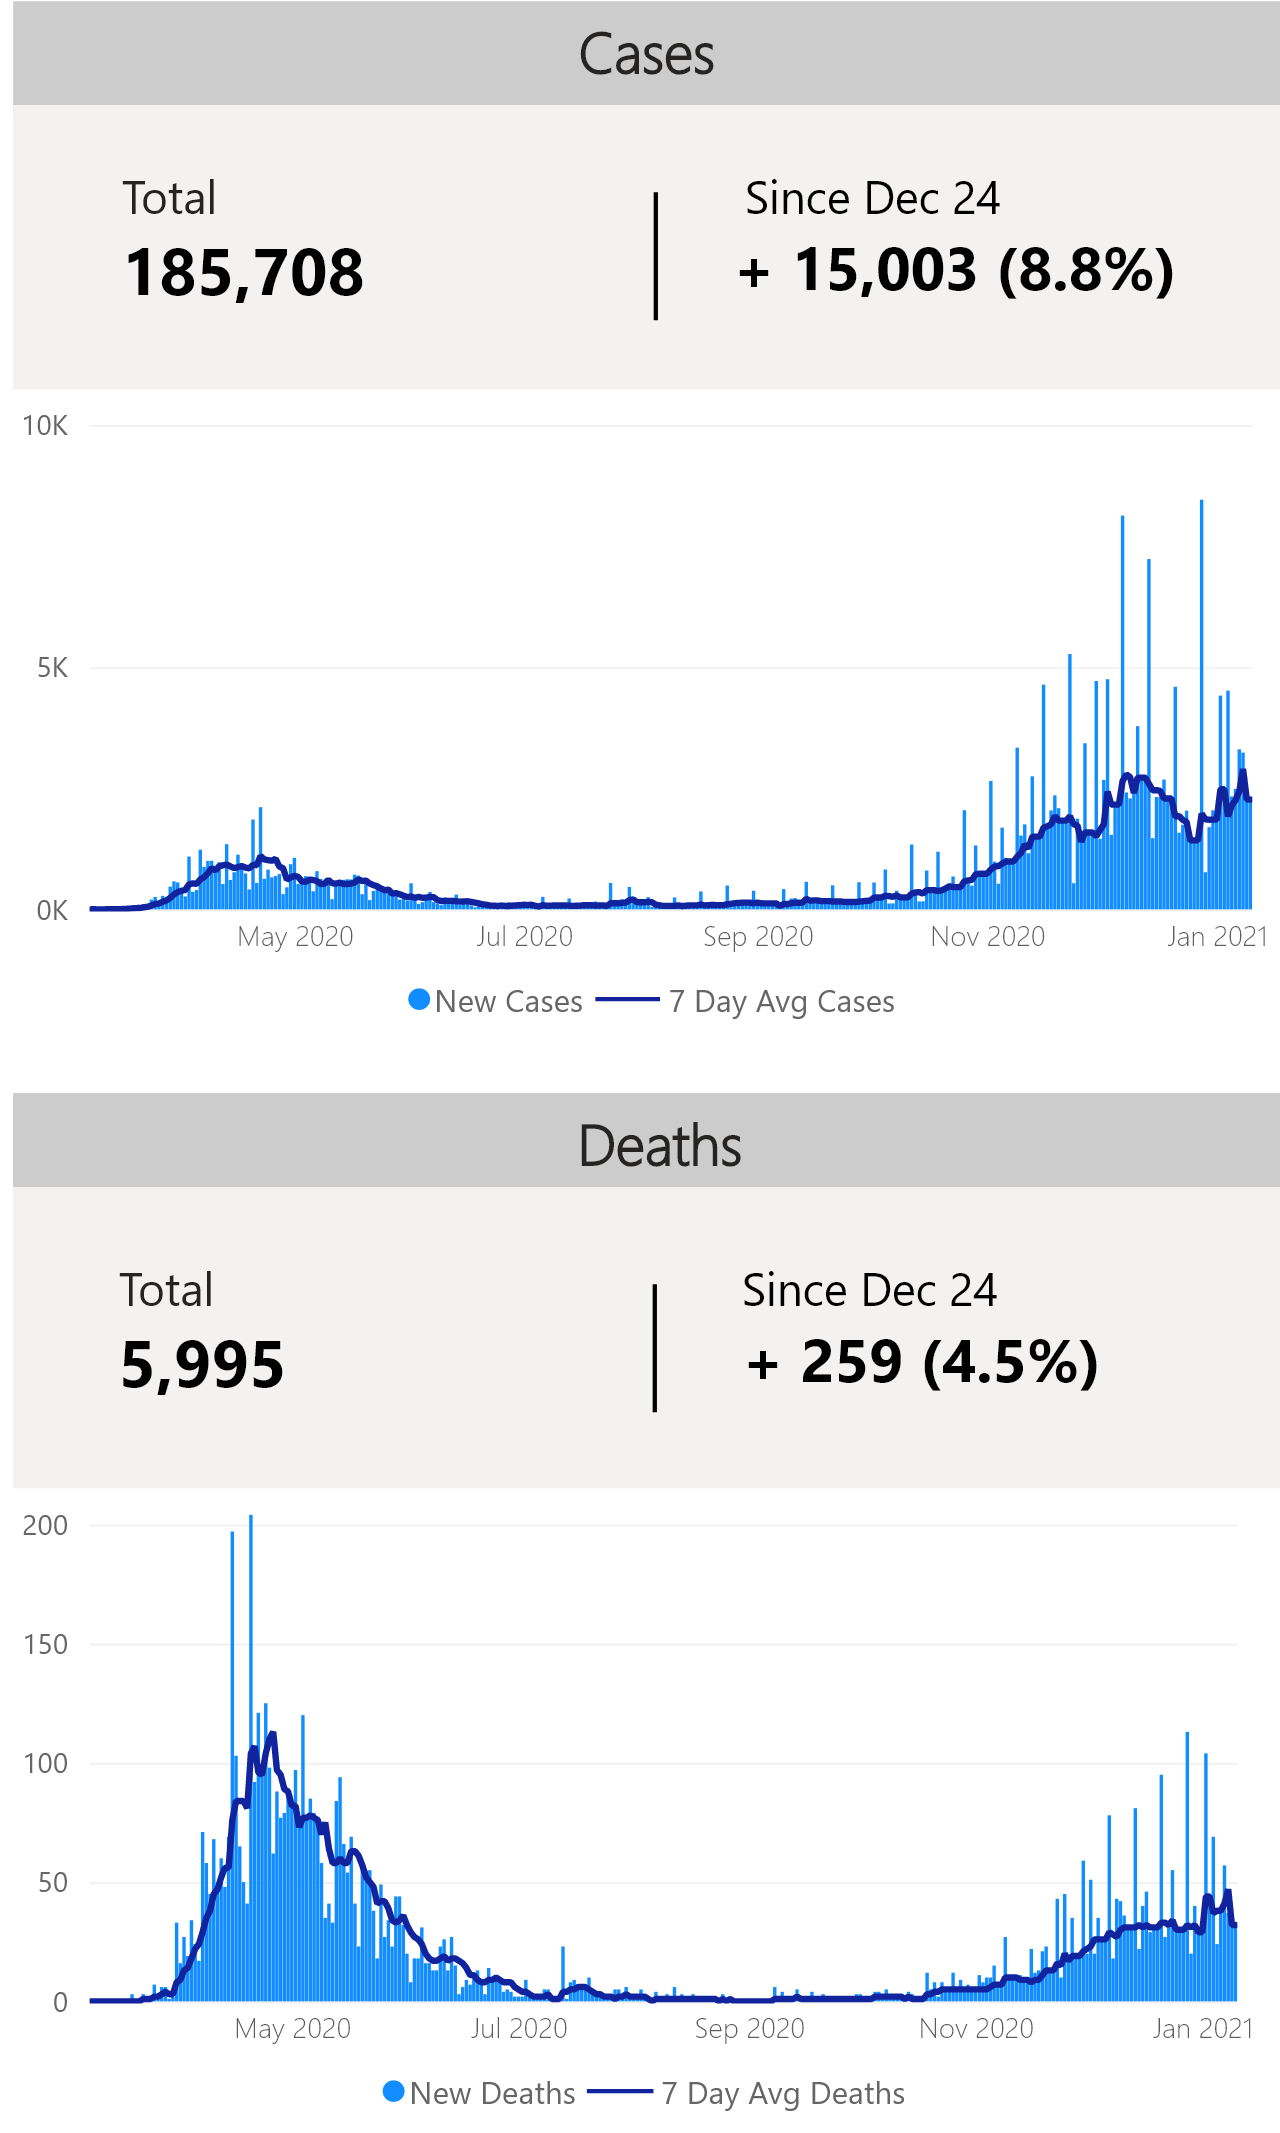 Cases
Total
Since Dec 24
185,708
+ 15,003 (8.8%)
10K
5K
0K
May 2020
Jul 2020
Sep 2020
Nov 2020
Jan 2021
New Cases
7 Day Avg Cases
Deaths
Total
Since Dec 24
5,995
+ 259 (4.5%)
200
150
100
50
0
May 2020
Jul 2020
Sep 2020
Nov 2020
Jan 2021
New Deaths
7 Day Avg Deaths